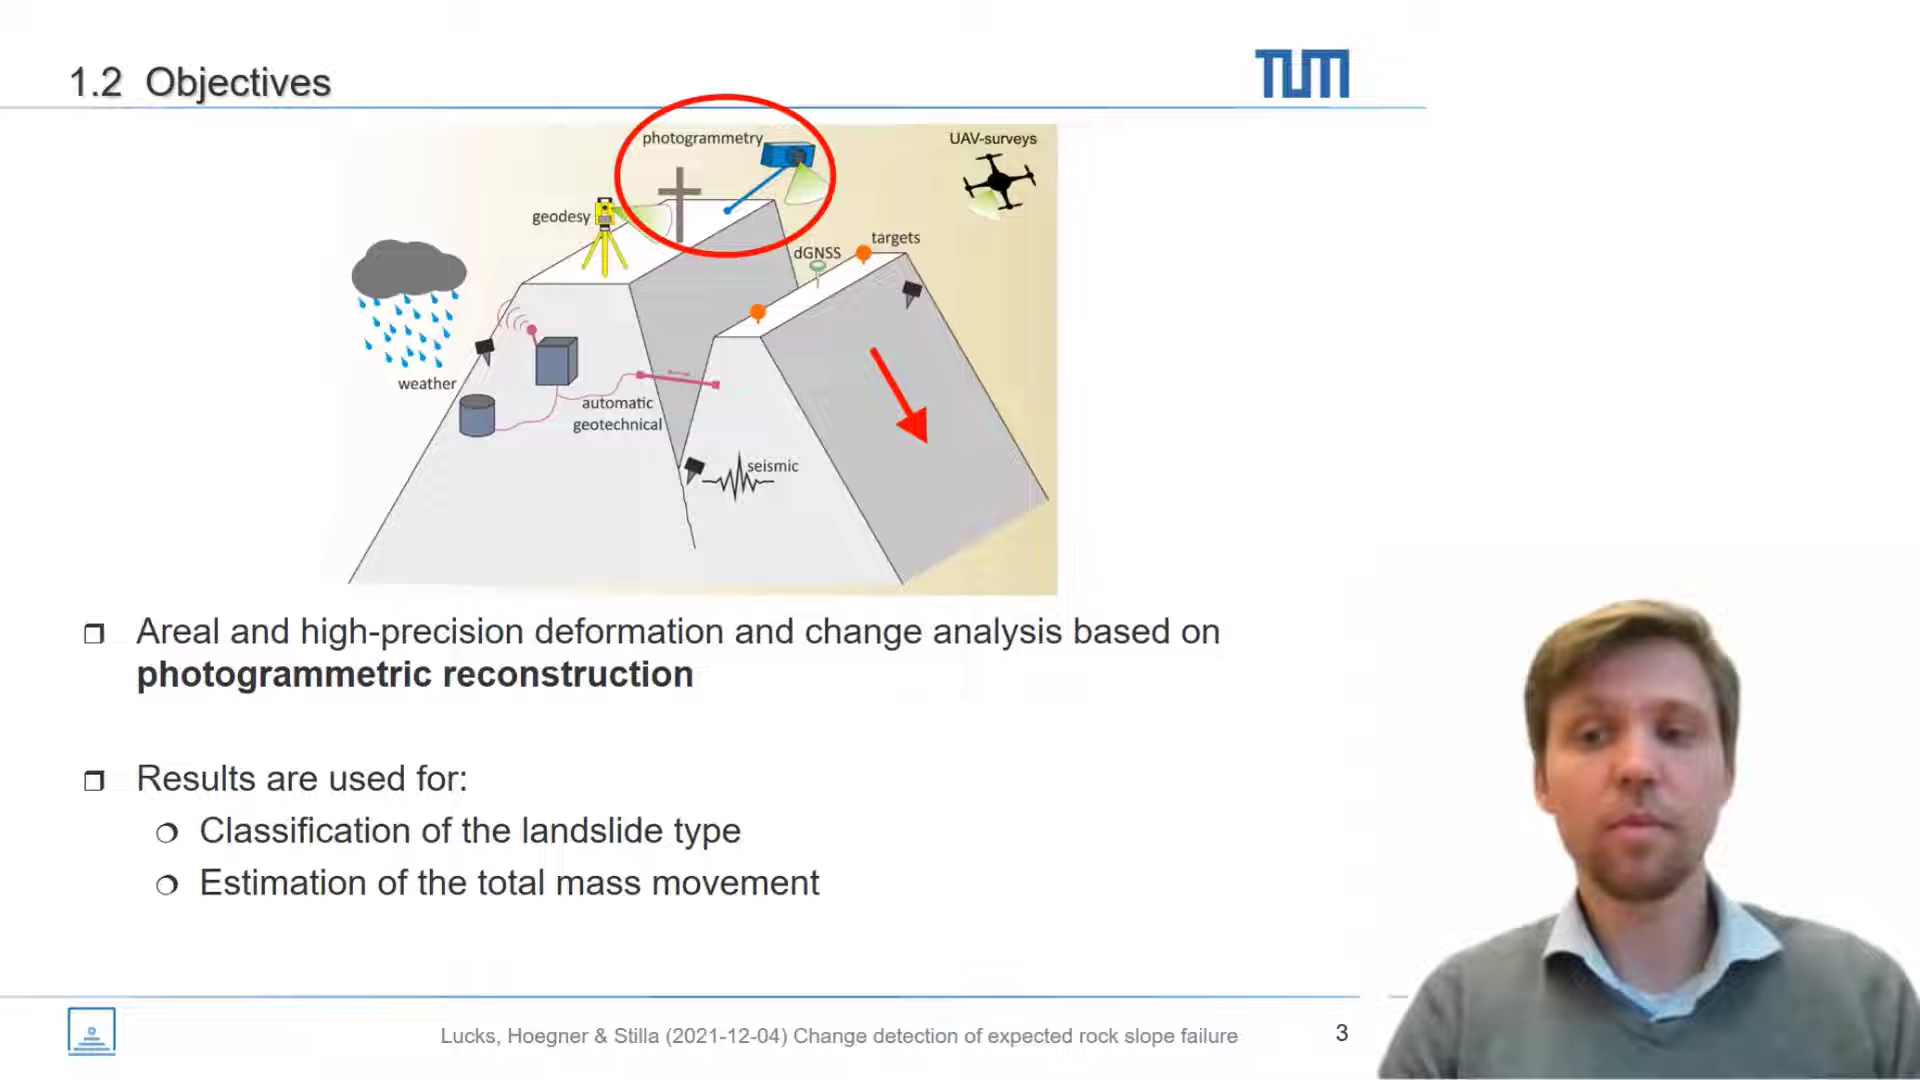 1.2 Objectives
TUM
photogrammetry
UAV-surveys
geodesy
targets
dGNSS
weather
automatic
geotechnical
seismic
Areal and high-precision deformation and change analysis based on
photogrammetric reconstruction
Results are used for:
Classification of the landslide type
Estimation of the total mass movement
Lucks, Hoegner & Stilla (2021-12-04) Change detection of expected rock slope failure
3